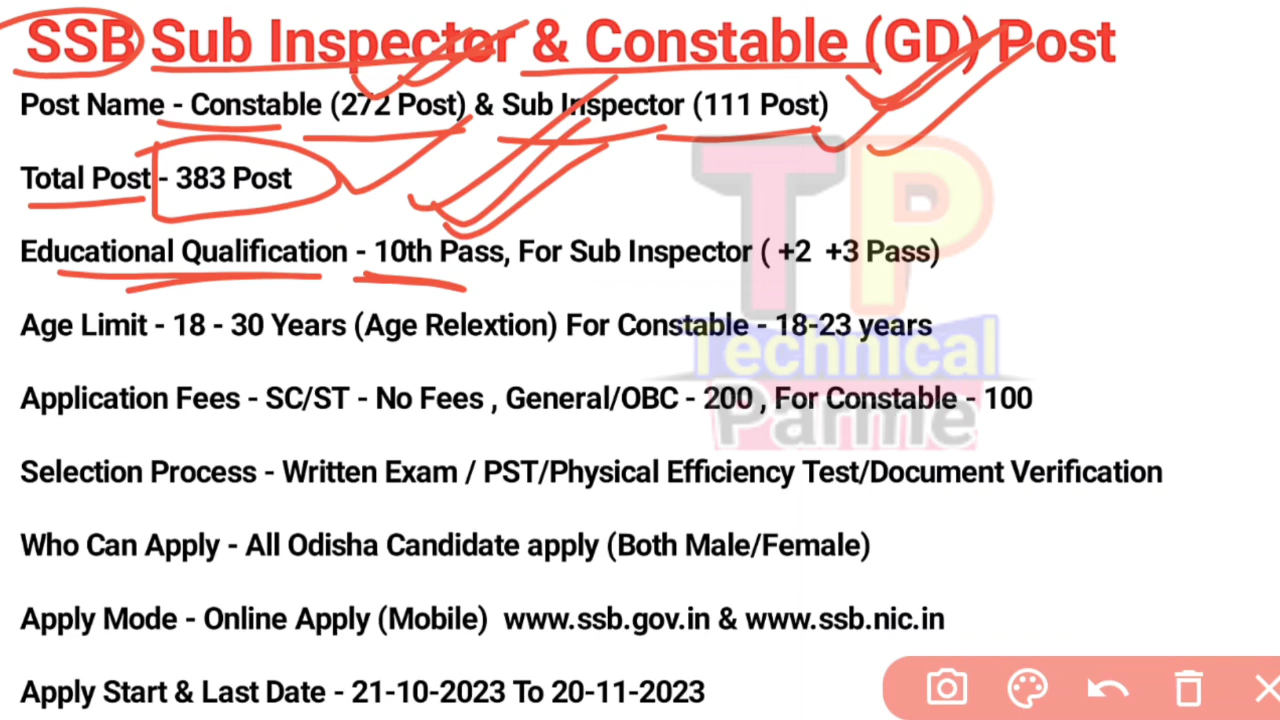 SSB Sub Inspector & Constable (GD) Post
Post Name - Constable (272 Post) & Sub Inspector (111 Post)
Total Post - 383 Post
Educational Qualification - 10th Pass, For Sub Inspector ( +2 +3 Pass)
Age Limit - 18 - 30 Years (Age Relextion) For Constable - 18-23 years
Application Fees - SC/ST - No Fees , General/OBC - 200 , For Constable - 100
Selection Process - Written Exam / PST/Physical Efficiency Test/Document Verification
Who Can Apply - All Odisha Candidate apply (Both Male/Female)
Apply Mode - Online Apply (Mobile) www.ssb.gov.in & www.ssb.nic.in
Apply Start & Last Date - 21-10-2023 To 20-11-2023
TP
Technical
Parme